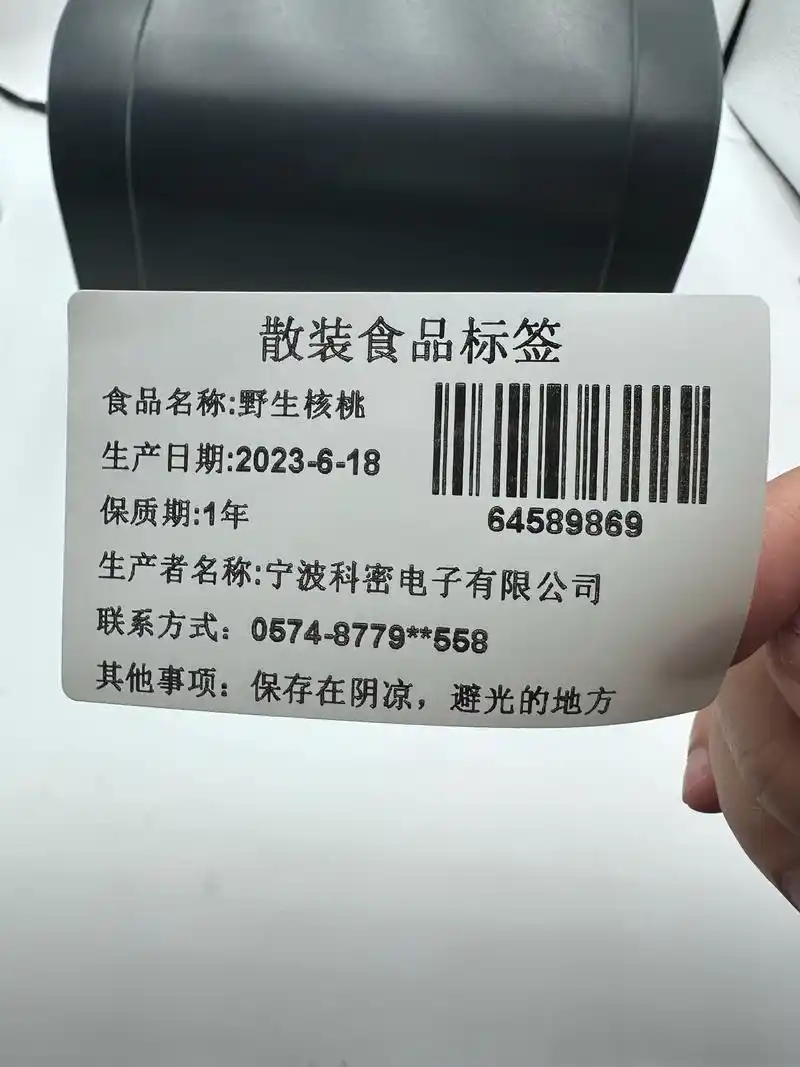 散装食品标签
食品名称:野生核桃
生产日期:2023-6-18
保质期:1年
64589869
生产者名称:宁波科密电子有限公司
联系方式：0574-8779**558
其他事项：保存在阴凉，避光的地方